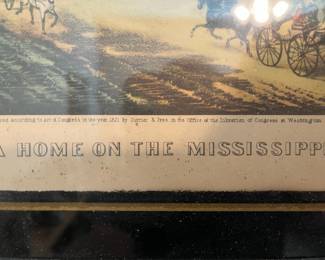 according to act of Congress in the year 1871 by Currier & Ives in the Office of the Librarian of Congress at Washington
A HOME ON THE MISSISSIPP